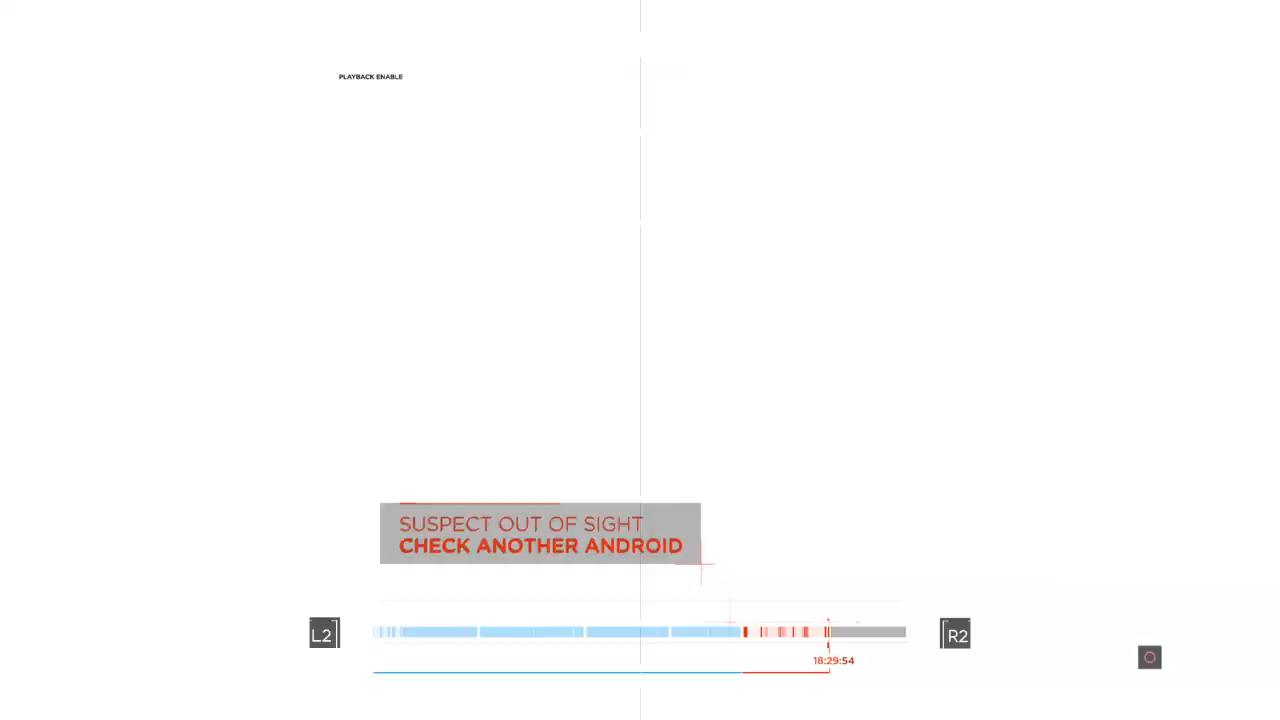 PLAYBACK ENABLE
SUSPECT OUT OF SIGHT
CHECK ANOTHER ANDROID
L2
R2
18:29:54